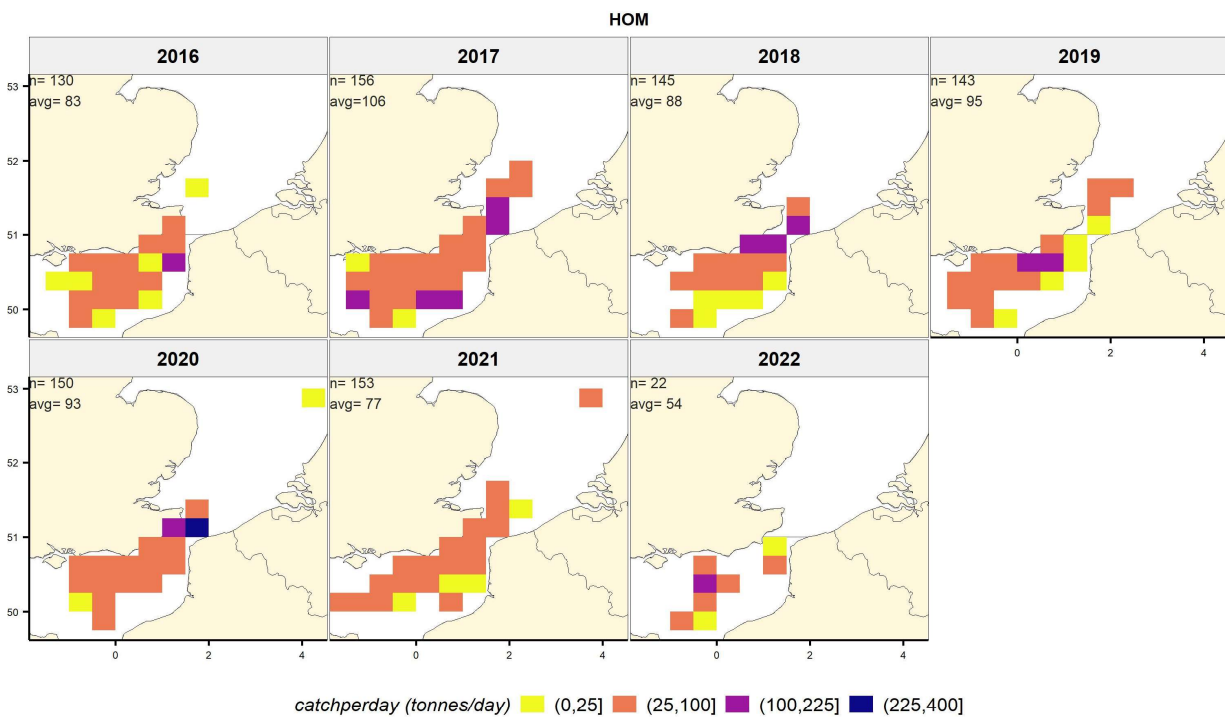 HOM
2016 2017 2018 2019
n= 130 n= 156 n= 145 n= 143
avg= 83 avg=106 avg= 88 avg= 95
53
52
51
50
0 2 4
2020 2021 2022
n= 150 n= 153 n= 22
avg= 93 avg= 77 avg= 54
53
52
51
50
0 2 4 0 2 4 0 2 4
catchperday (tonnes/day) (0,25] (25,100] (100,225] (225,400]